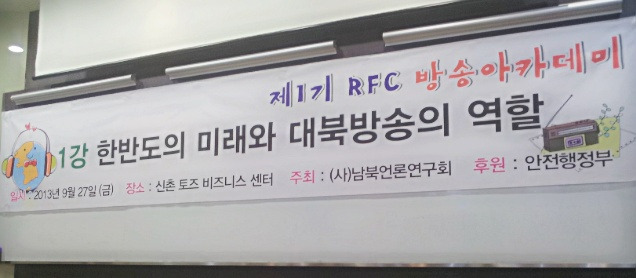 제1기 RFC 방송아카데미
1강 한반도의 미래와 대북방송의 역할
일시 : 2013년 9월 27일 (금) 장소 : 신촌 토즈 비즈니스 센터 주최 : (사)남북언론연구회 후원 : 안전행정부